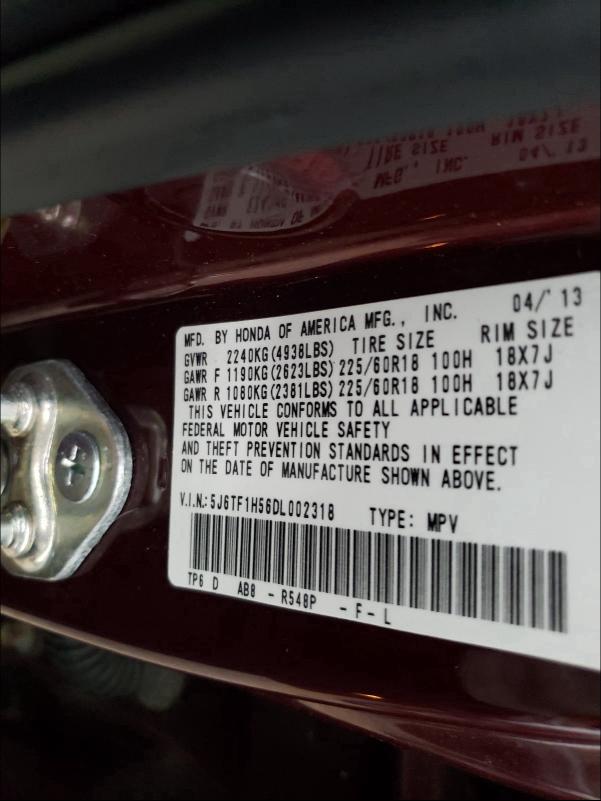 MFD. BY HONDA OF AMERICA MFG., INC. 04/'13
GVWR 2240KG(4938LBS) TIRE SIZE RIM SIZE
GAWR F 1190KG(2623LBS) 225/60R18 100H 18X7J
GAWR R 1080KG(2381LBS) 225/60R18 100H 18X7J
THIS VEHICLE CONFORMS TO ALL APPLICABLE
FEDERAL MOTOR VEHICLE SAFETY
AND THEFT PREVENTION STANDARDS IN EFFECT
ON THE DATE OF MANUFACTURE SHOWN ABOVE.
V.I.N.:5J6TF1H56DL002318 TYPE: MPV
TP6 D AB8 - R548P - F - L